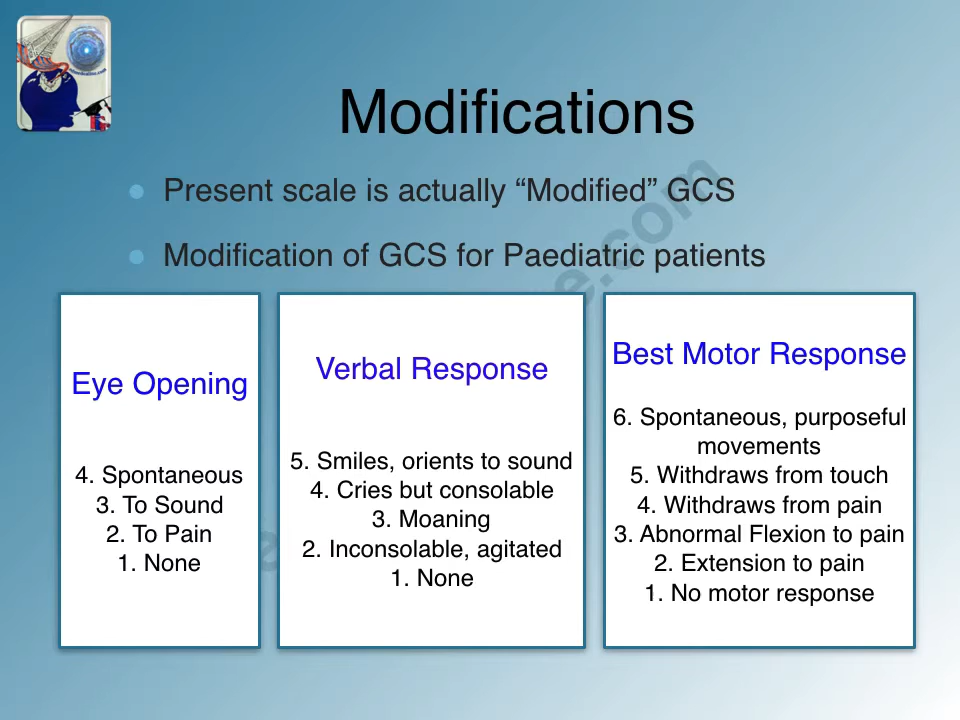 Modifications
Present scale is actually “Modified” GCS
Modification of GCS for Paediatric patients
Eye Opening
4. Spontaneous
3. To Sound
2. To Pain
1. None
Verbal Response
5. Smiles, orients to sound
4. Cries but consolable
3. Moaning
2. Inconsolable, agitated
1. None
Best Motor Response
6. Spontaneous, purposeful
movements
5. Withdraws from touch
4. Withdraws from pain
3. Abnormal Flexion to pain
2. Extension to pain
1. No motor response